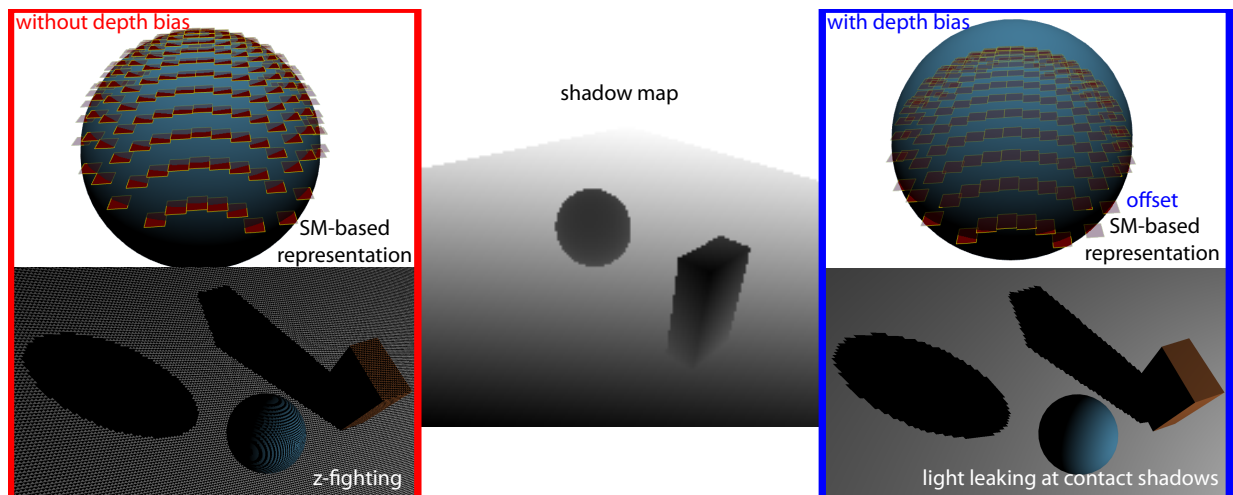 without depth bias
SM-based
representation
z-fighting
shadow map
with depth bias
offset
SM-based
representation
light leaking at contact shadows